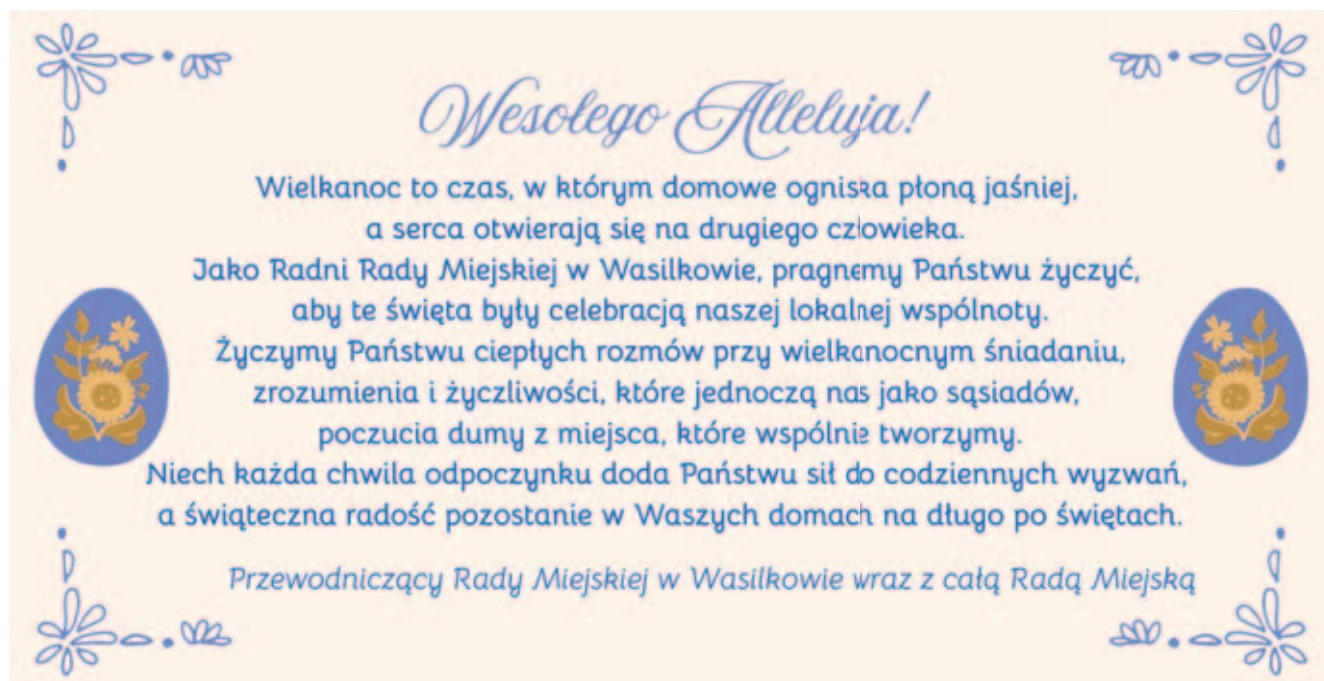 Wesołego Alleluja!
Wielkanoc to czas, w którym domowe ogniska płoną jaśniej,
a serca otwierają się na drugiego człowieka.
Jako Radni Rady Miejskiej w Wasilkowie, pragnemy Państwu życzyć,
aby te święta były celebracją naszej lokalnej wspólnoty.
Życzymy Państwu ciepłych rozmów przy wielkanocnym śniadaniu,
zrozumienia i życzliwości, które jednoczą nas jako sąsiadów,
poczucia dumy z miejsca, które wspólnie tworzymy.
Niech każda chwila odpoczynku doda Państwu sił do codziennych wyzwań,
a świąteczna radość pozostanie w Waszych domach na długo po świętach.
Przewodniczący Rady Miejskiej w Wasilkowie wraz z całą Radą Miejską